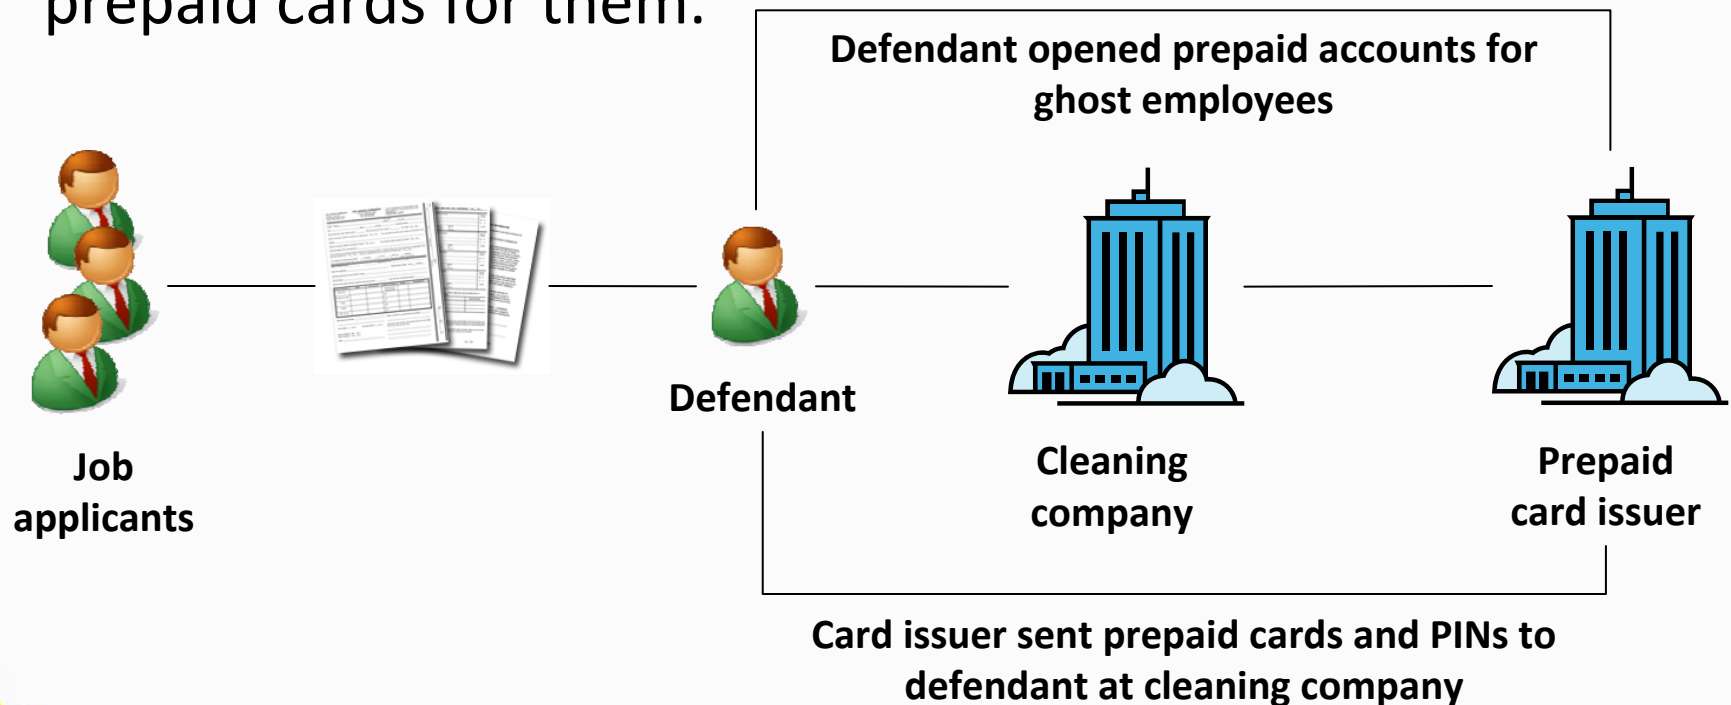 prepaid cards for them.
Defendant opened prepaid accounts for
ghost employees
Defendant
Job
applicants
Cleaning
company
Prepaid
card issuer
Card issuer sent prepaid cards and PINs to
defendant at cleaning company